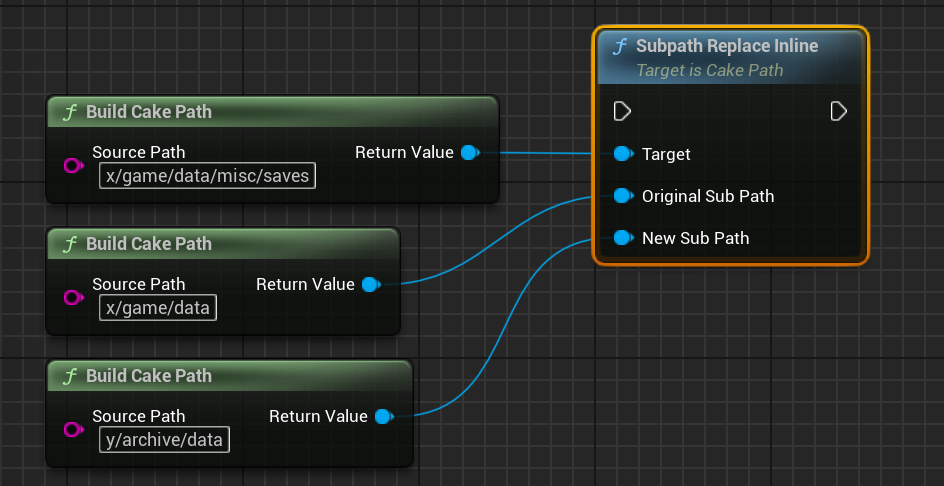 f Subpath Replace Inline
Target is Cake Path
f Build Cake Path
Source Path Return Value
x/game/data/misc/saves
Target
Original Sub Path
New Sub Path
f Build Cake Path
Source Path Return Value
x/game/data
f Build Cake Path
Source Path Return Value
y/archive/data